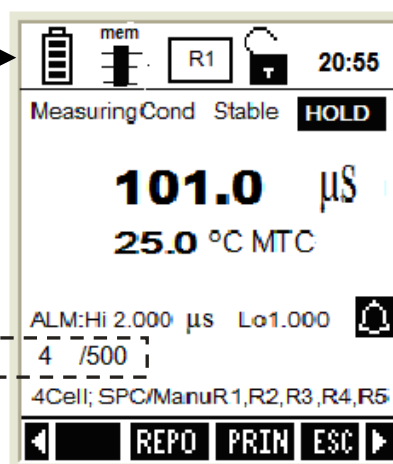 mem
R1 20:55
MeasuringCond Stable HOLD
101.0 μS
25.0 °C MTC
ALM:Hi 2.000 μs Lo1.000
4 /500
4Cell; SPC/ManuR1,R2,R3,R4,R5
REPO PRIN ESC